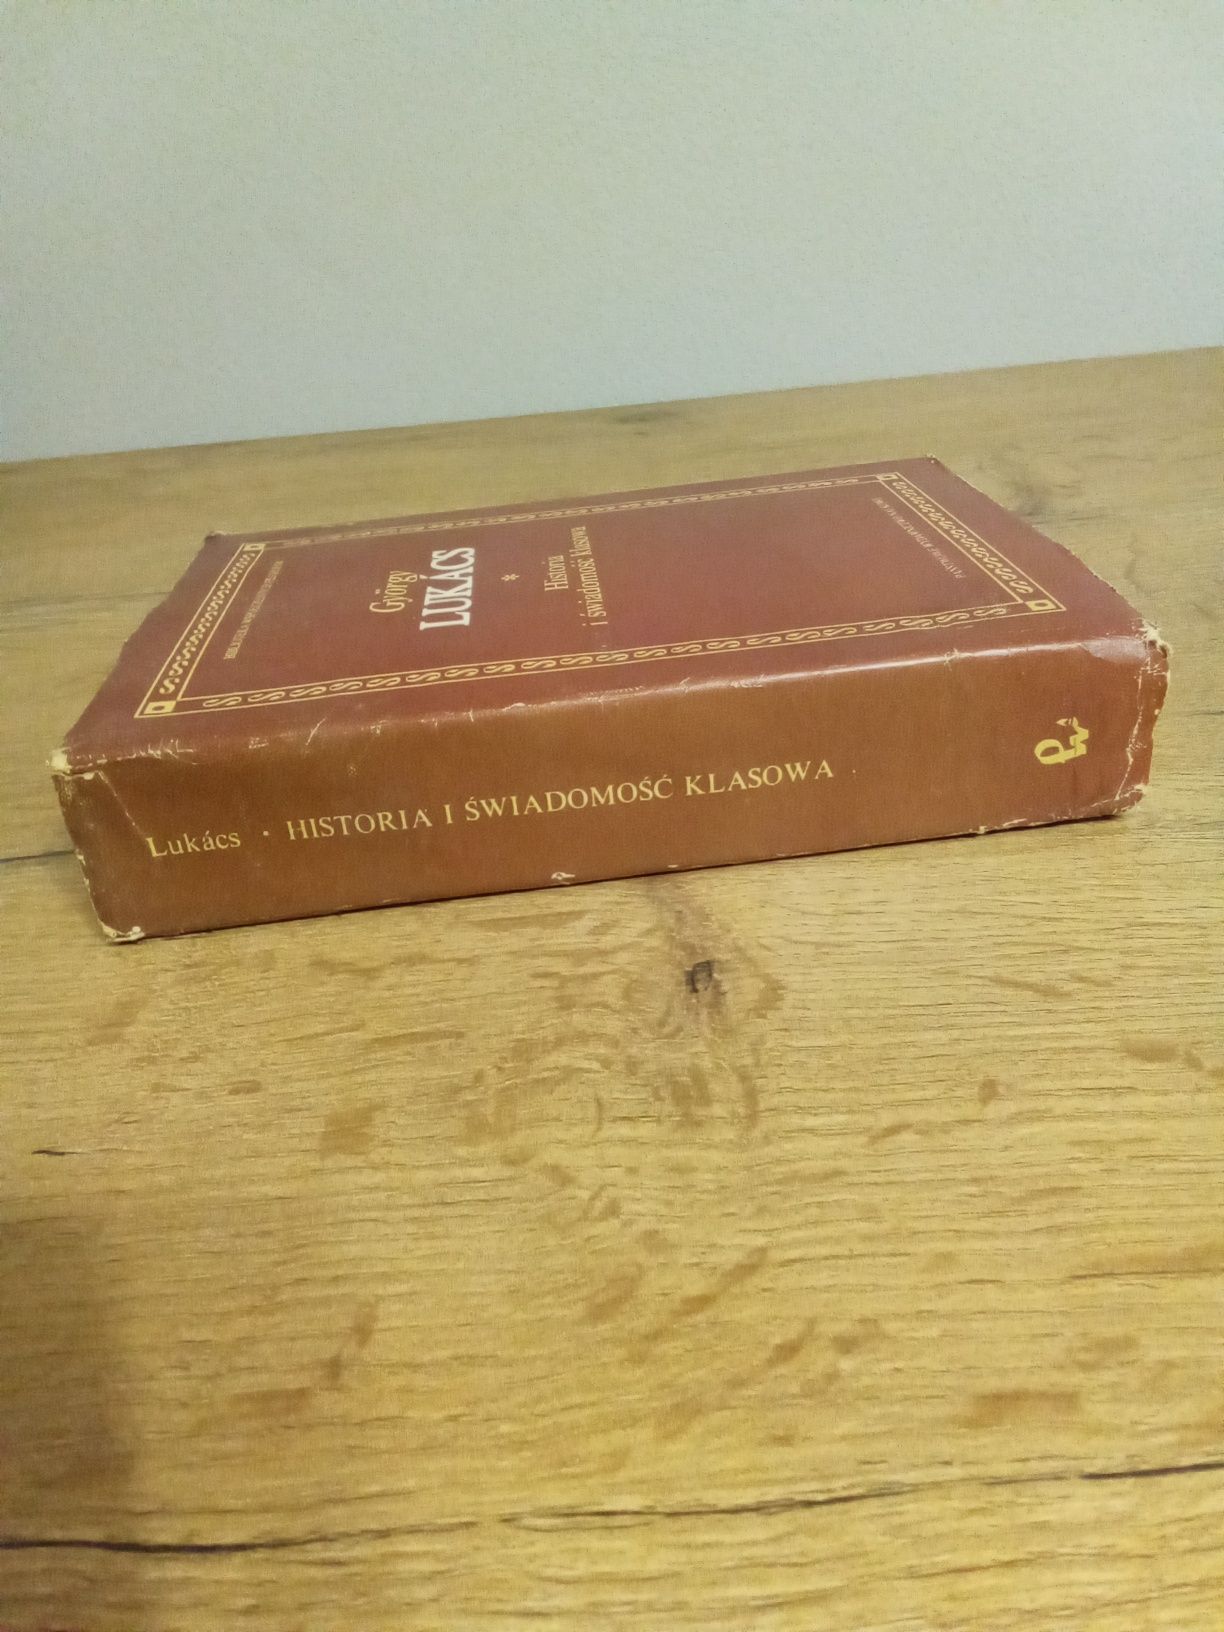 György
LUKÁCS
*
Historia
i świadomość klasowa
Lukács · HISTORIA I ŚWIADOMOŚĆ KLASOWA